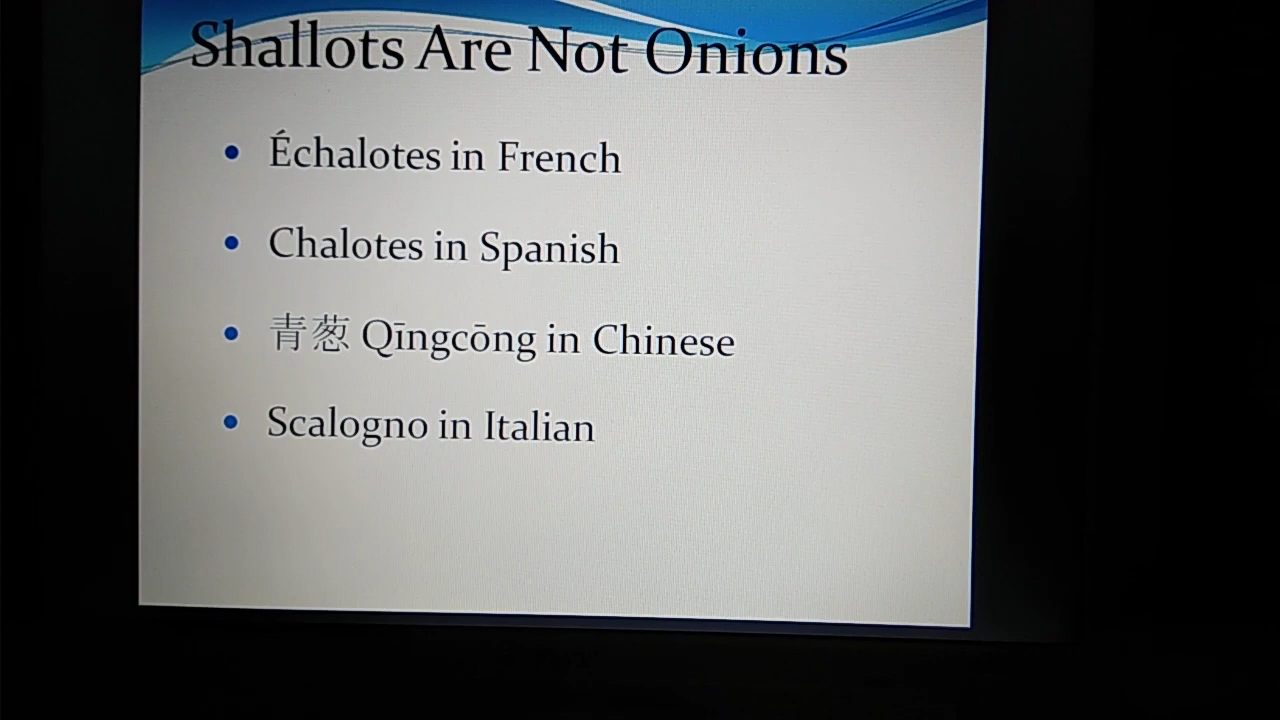 Shallots Are Not Onions
Échalotes in French
Chalotes in Spanish
青葱 Qīngcōng in Chinese
Scalogno in Italian